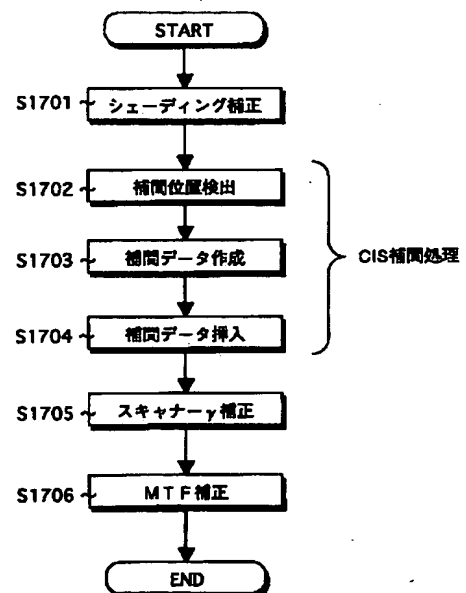 START
S1701 シェーディング補正
S1702 補間位置検出
S1703 補間データ作成
CIS補間処理
S1704 補間データ挿入
S1705 スキャナーγ補正
S1706 MTF補正
END